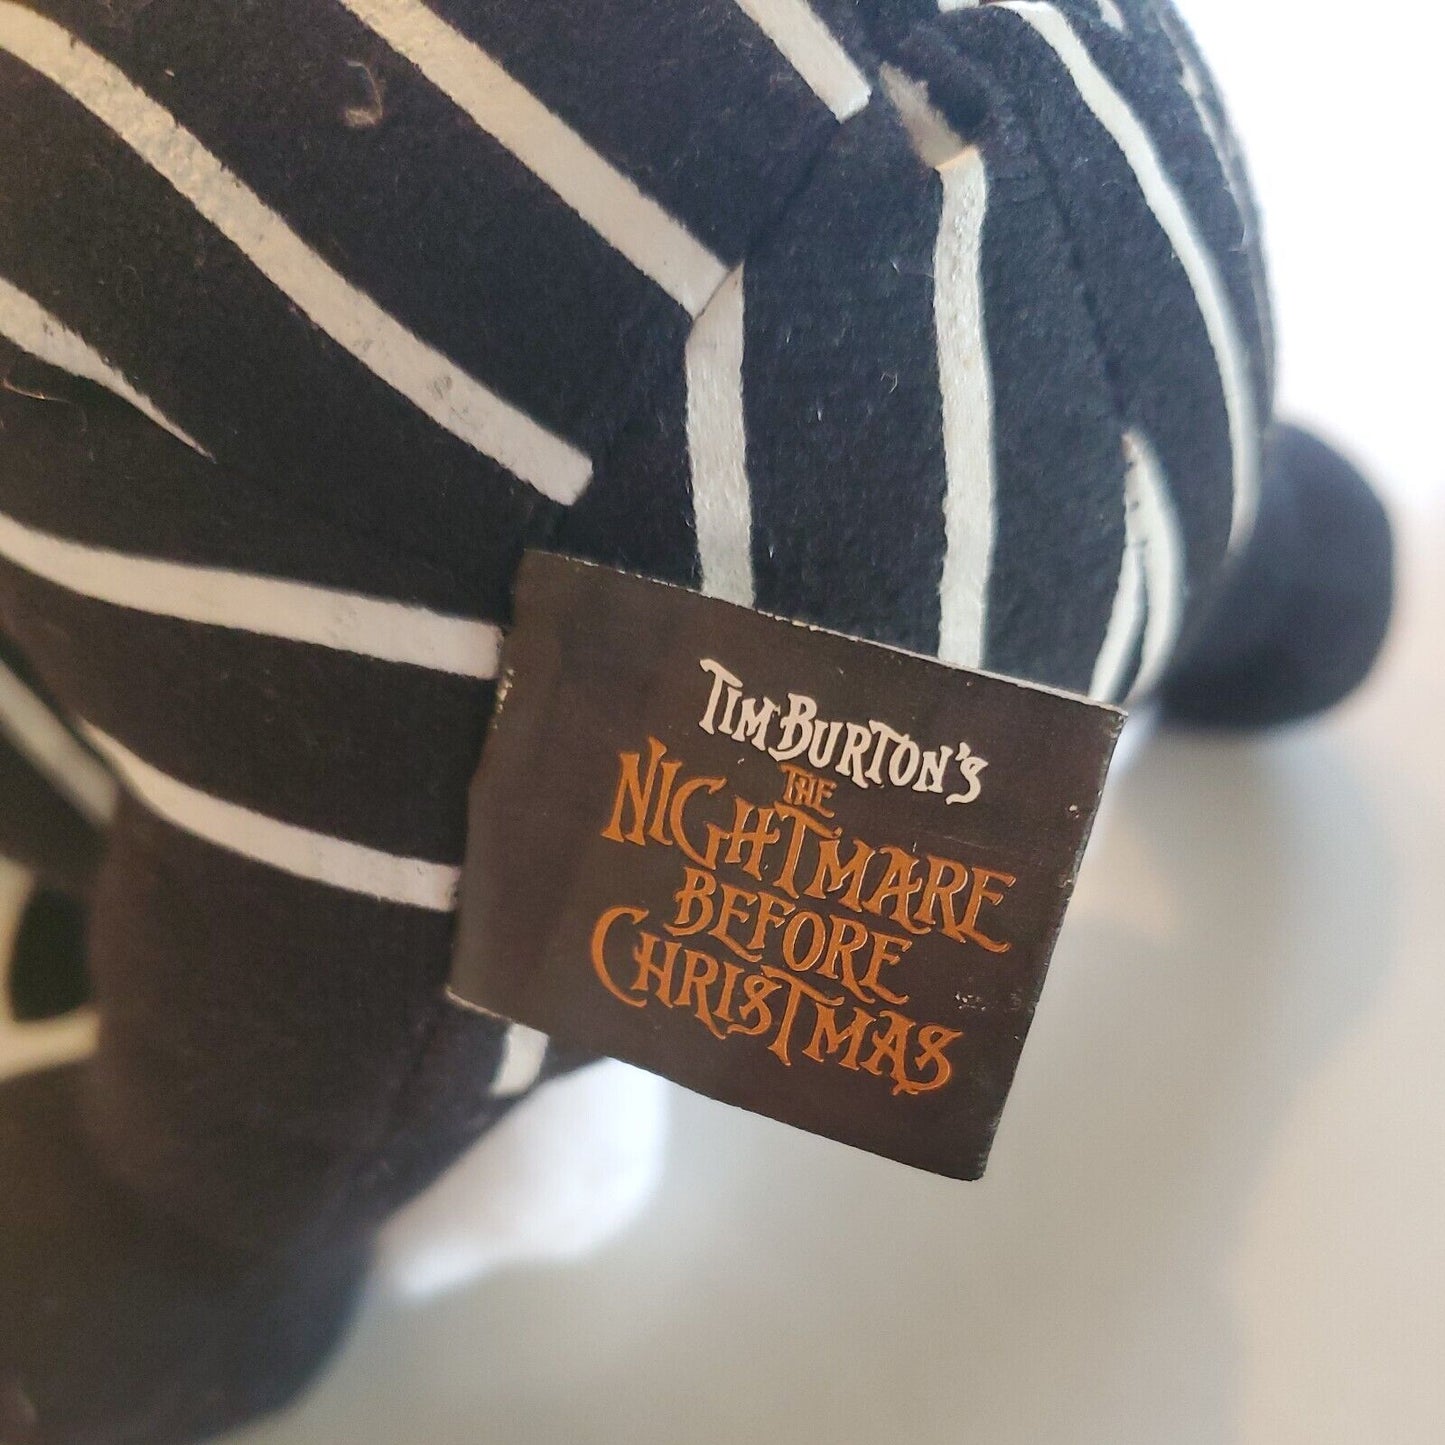 TIM BURTON'S
THE
NIGHTMARE
BEFORE
CHRISTMAS